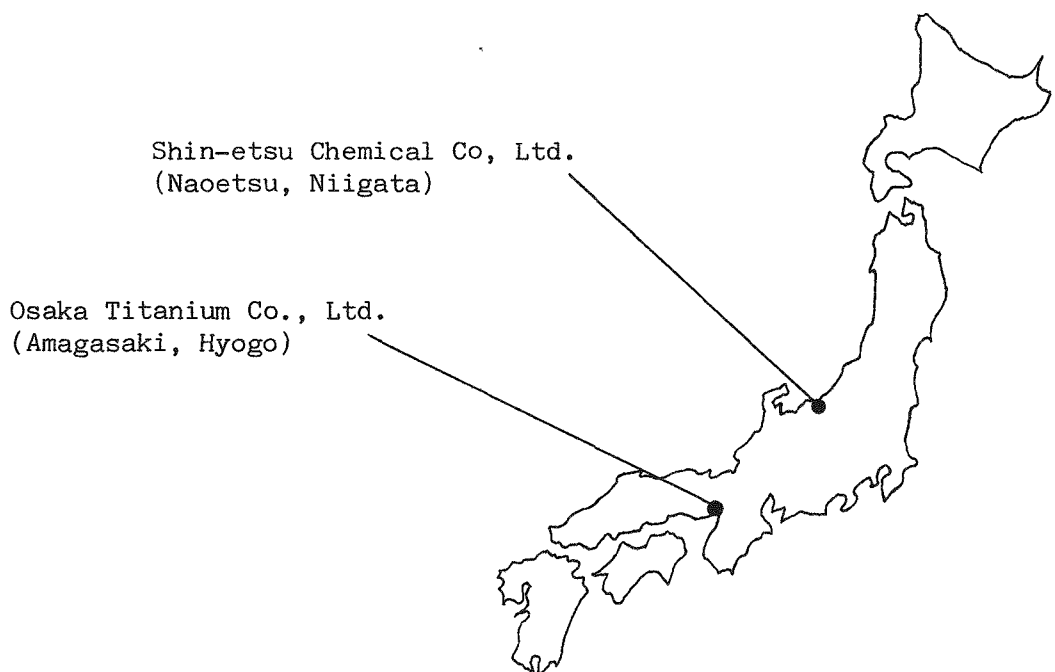 Shin-etsu Chemical Co, Ltd.
(Naoetsu, Niigata)
Osaka Titanium Co., Ltd.
(Amagasaki, Hyogo)